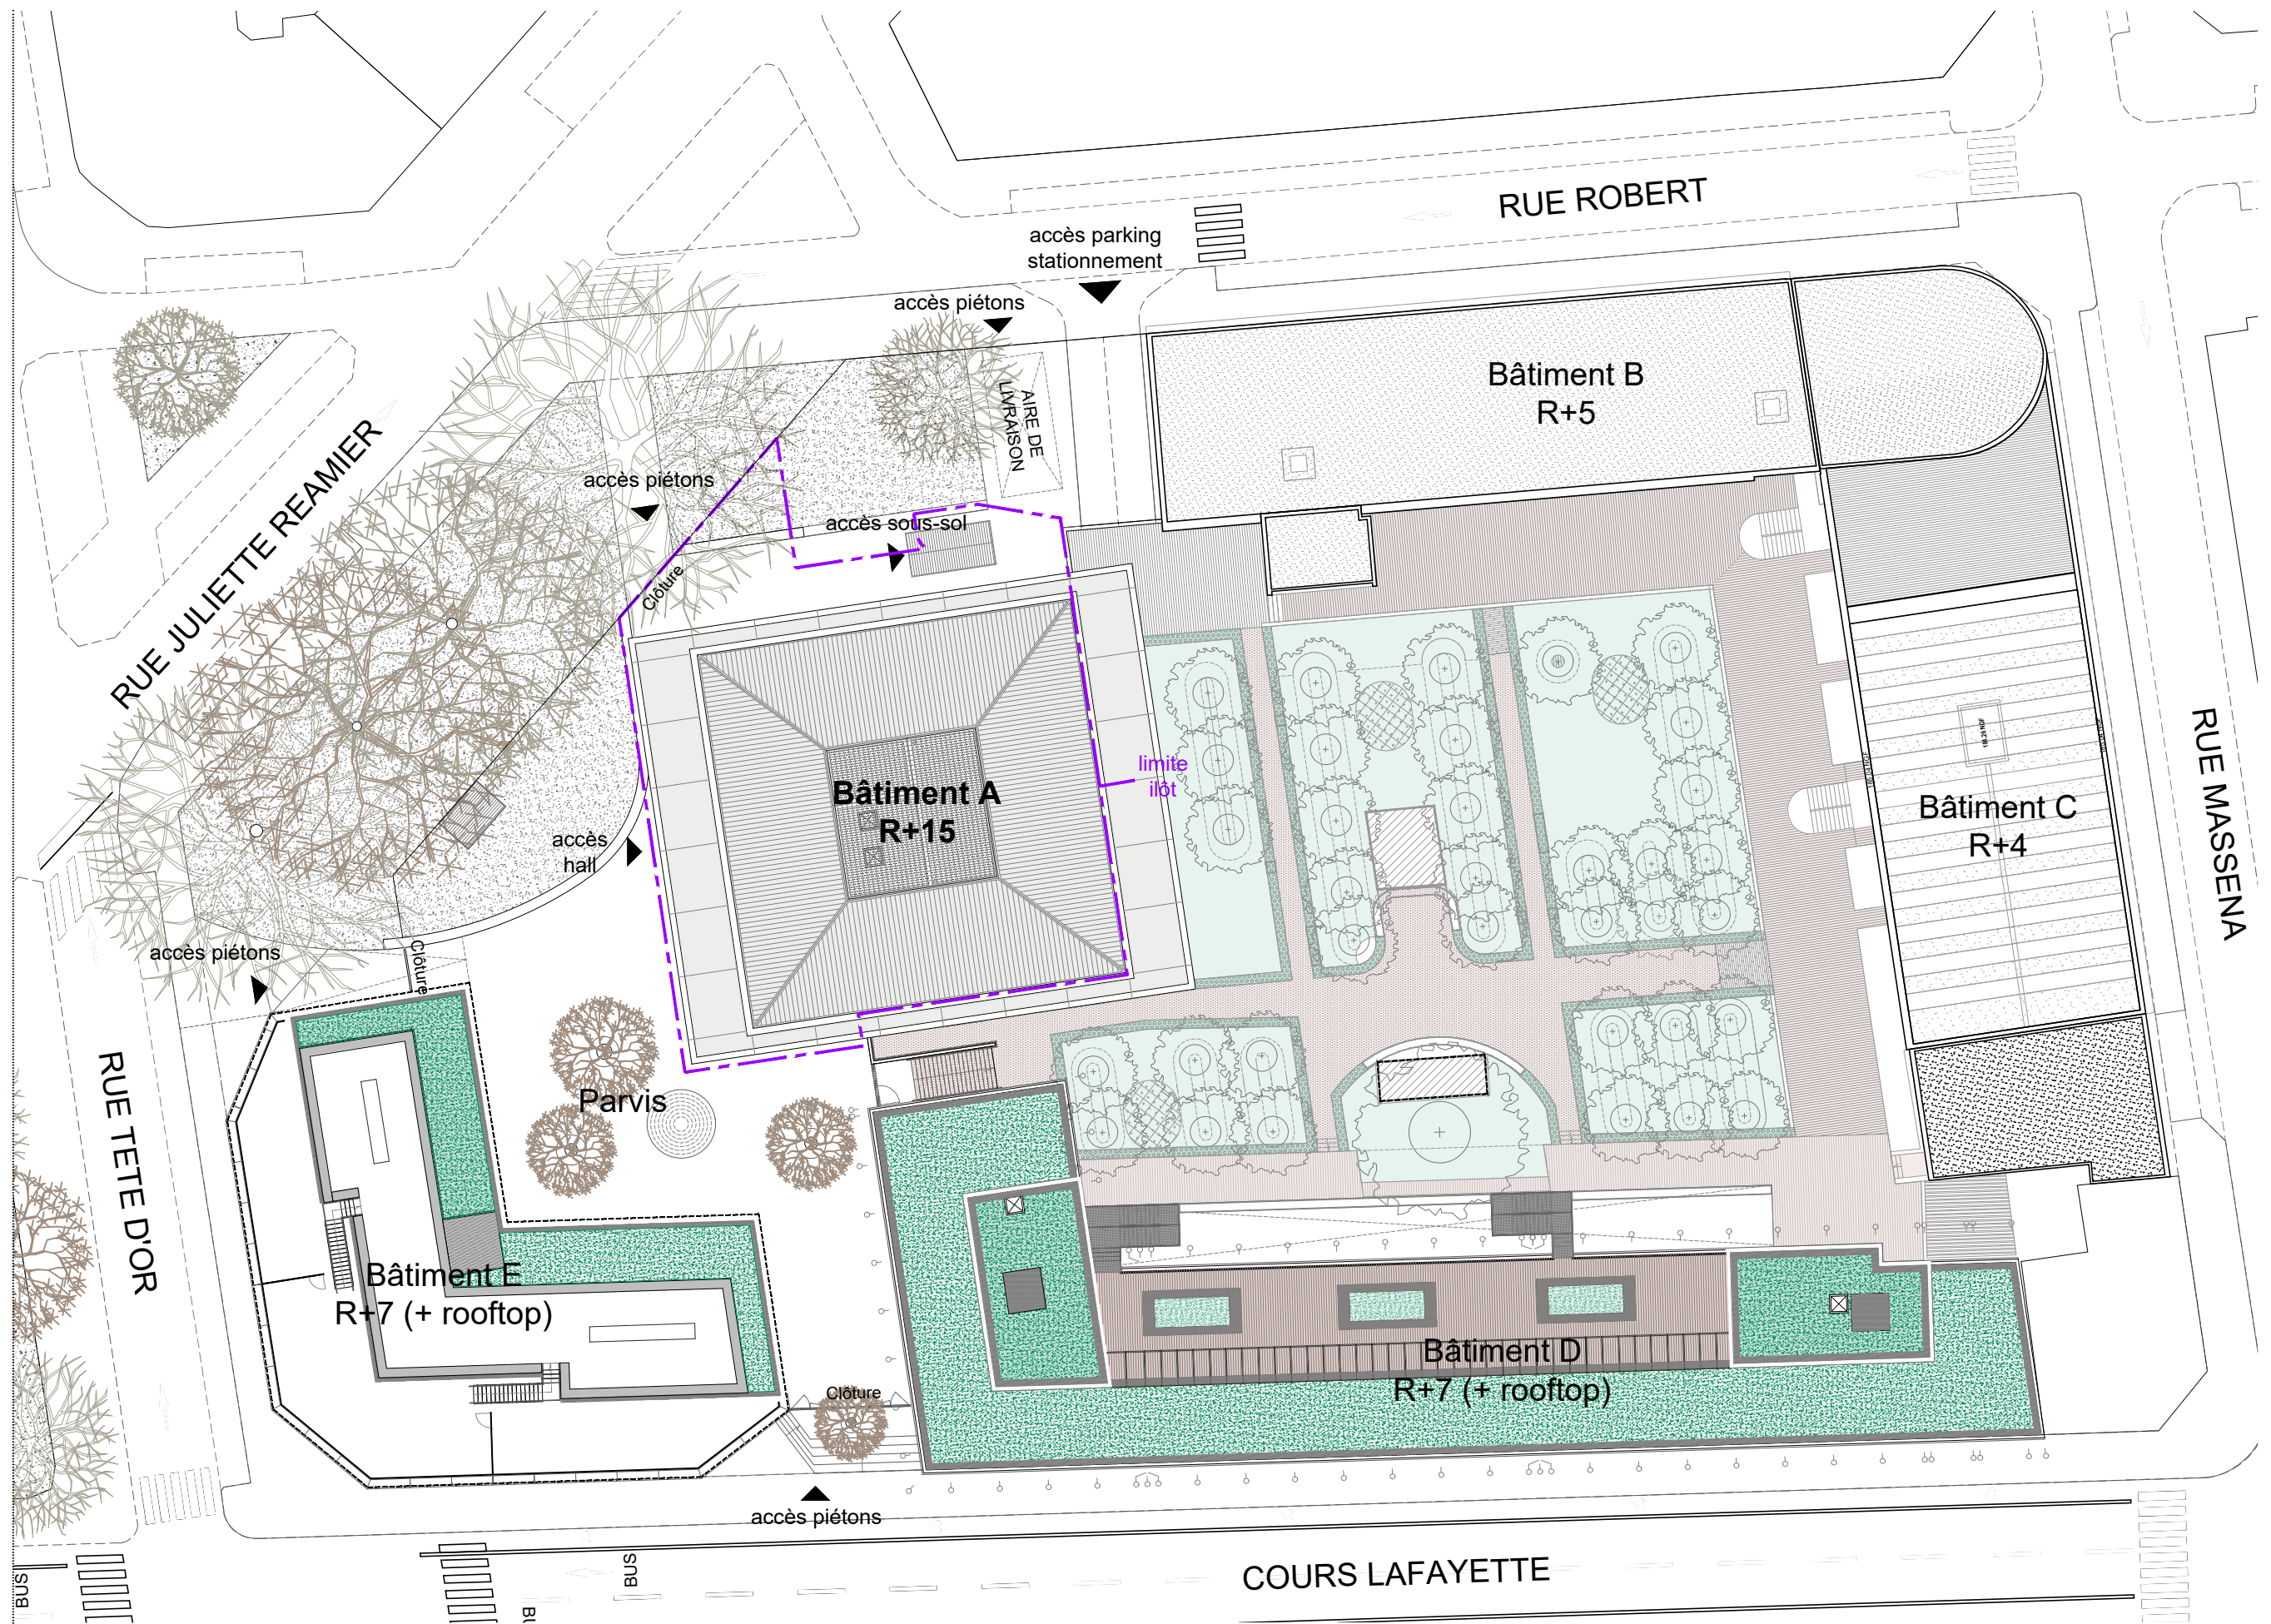 RUE ROBERT
accès parking
stationnement
accès piétons
Bâtiment B
R+5
AIRE DE
LIVRAISON
RUE JULIETTE REAMIER
accès piétons
accès sous-sol
Clôture
limite
ilôt
Bâtiment A
R+15
accès
hall
Bâtiment C
R+4
RUE MASSENA
accès piétons
Clôture
Parvis
RUE TETE D'OR
Bâtiment E
R+7 (+ rooftop)
Bâtiment D
R+7 (+ rooftop)
Clôture
accès piétons
COURS LAFAYETTE
BUS
BUS